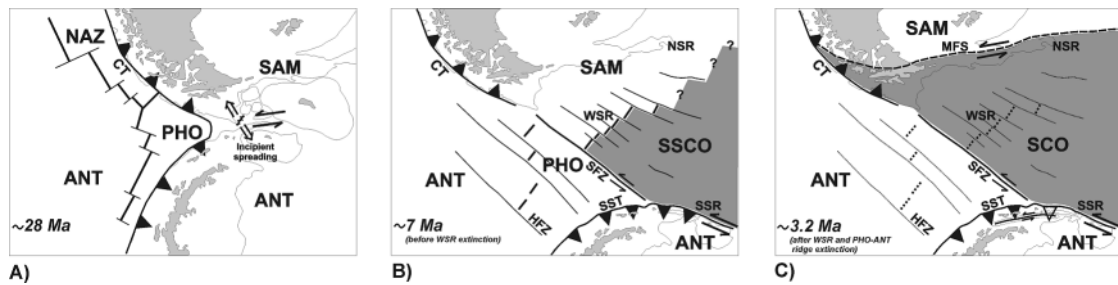 NAZ
CT
SAM
PHO
Incipient
spreading
ANT
ANT
~28 Ma
A)
NSR
?
SAM
?
CT
?
WSR
SSCO
PHO
ANT
SFZ
SST
SSR
~7 Ma
HFZ
(before WSR extinction)
ANT
B)
SAM
MFS
NSR
CT
WSR
SCO
ANT
SFZ
SST
SSR
~3.2 Ma
HFZ
(after WSR and PHO-ANT
ridge extinction)
ANT
C)